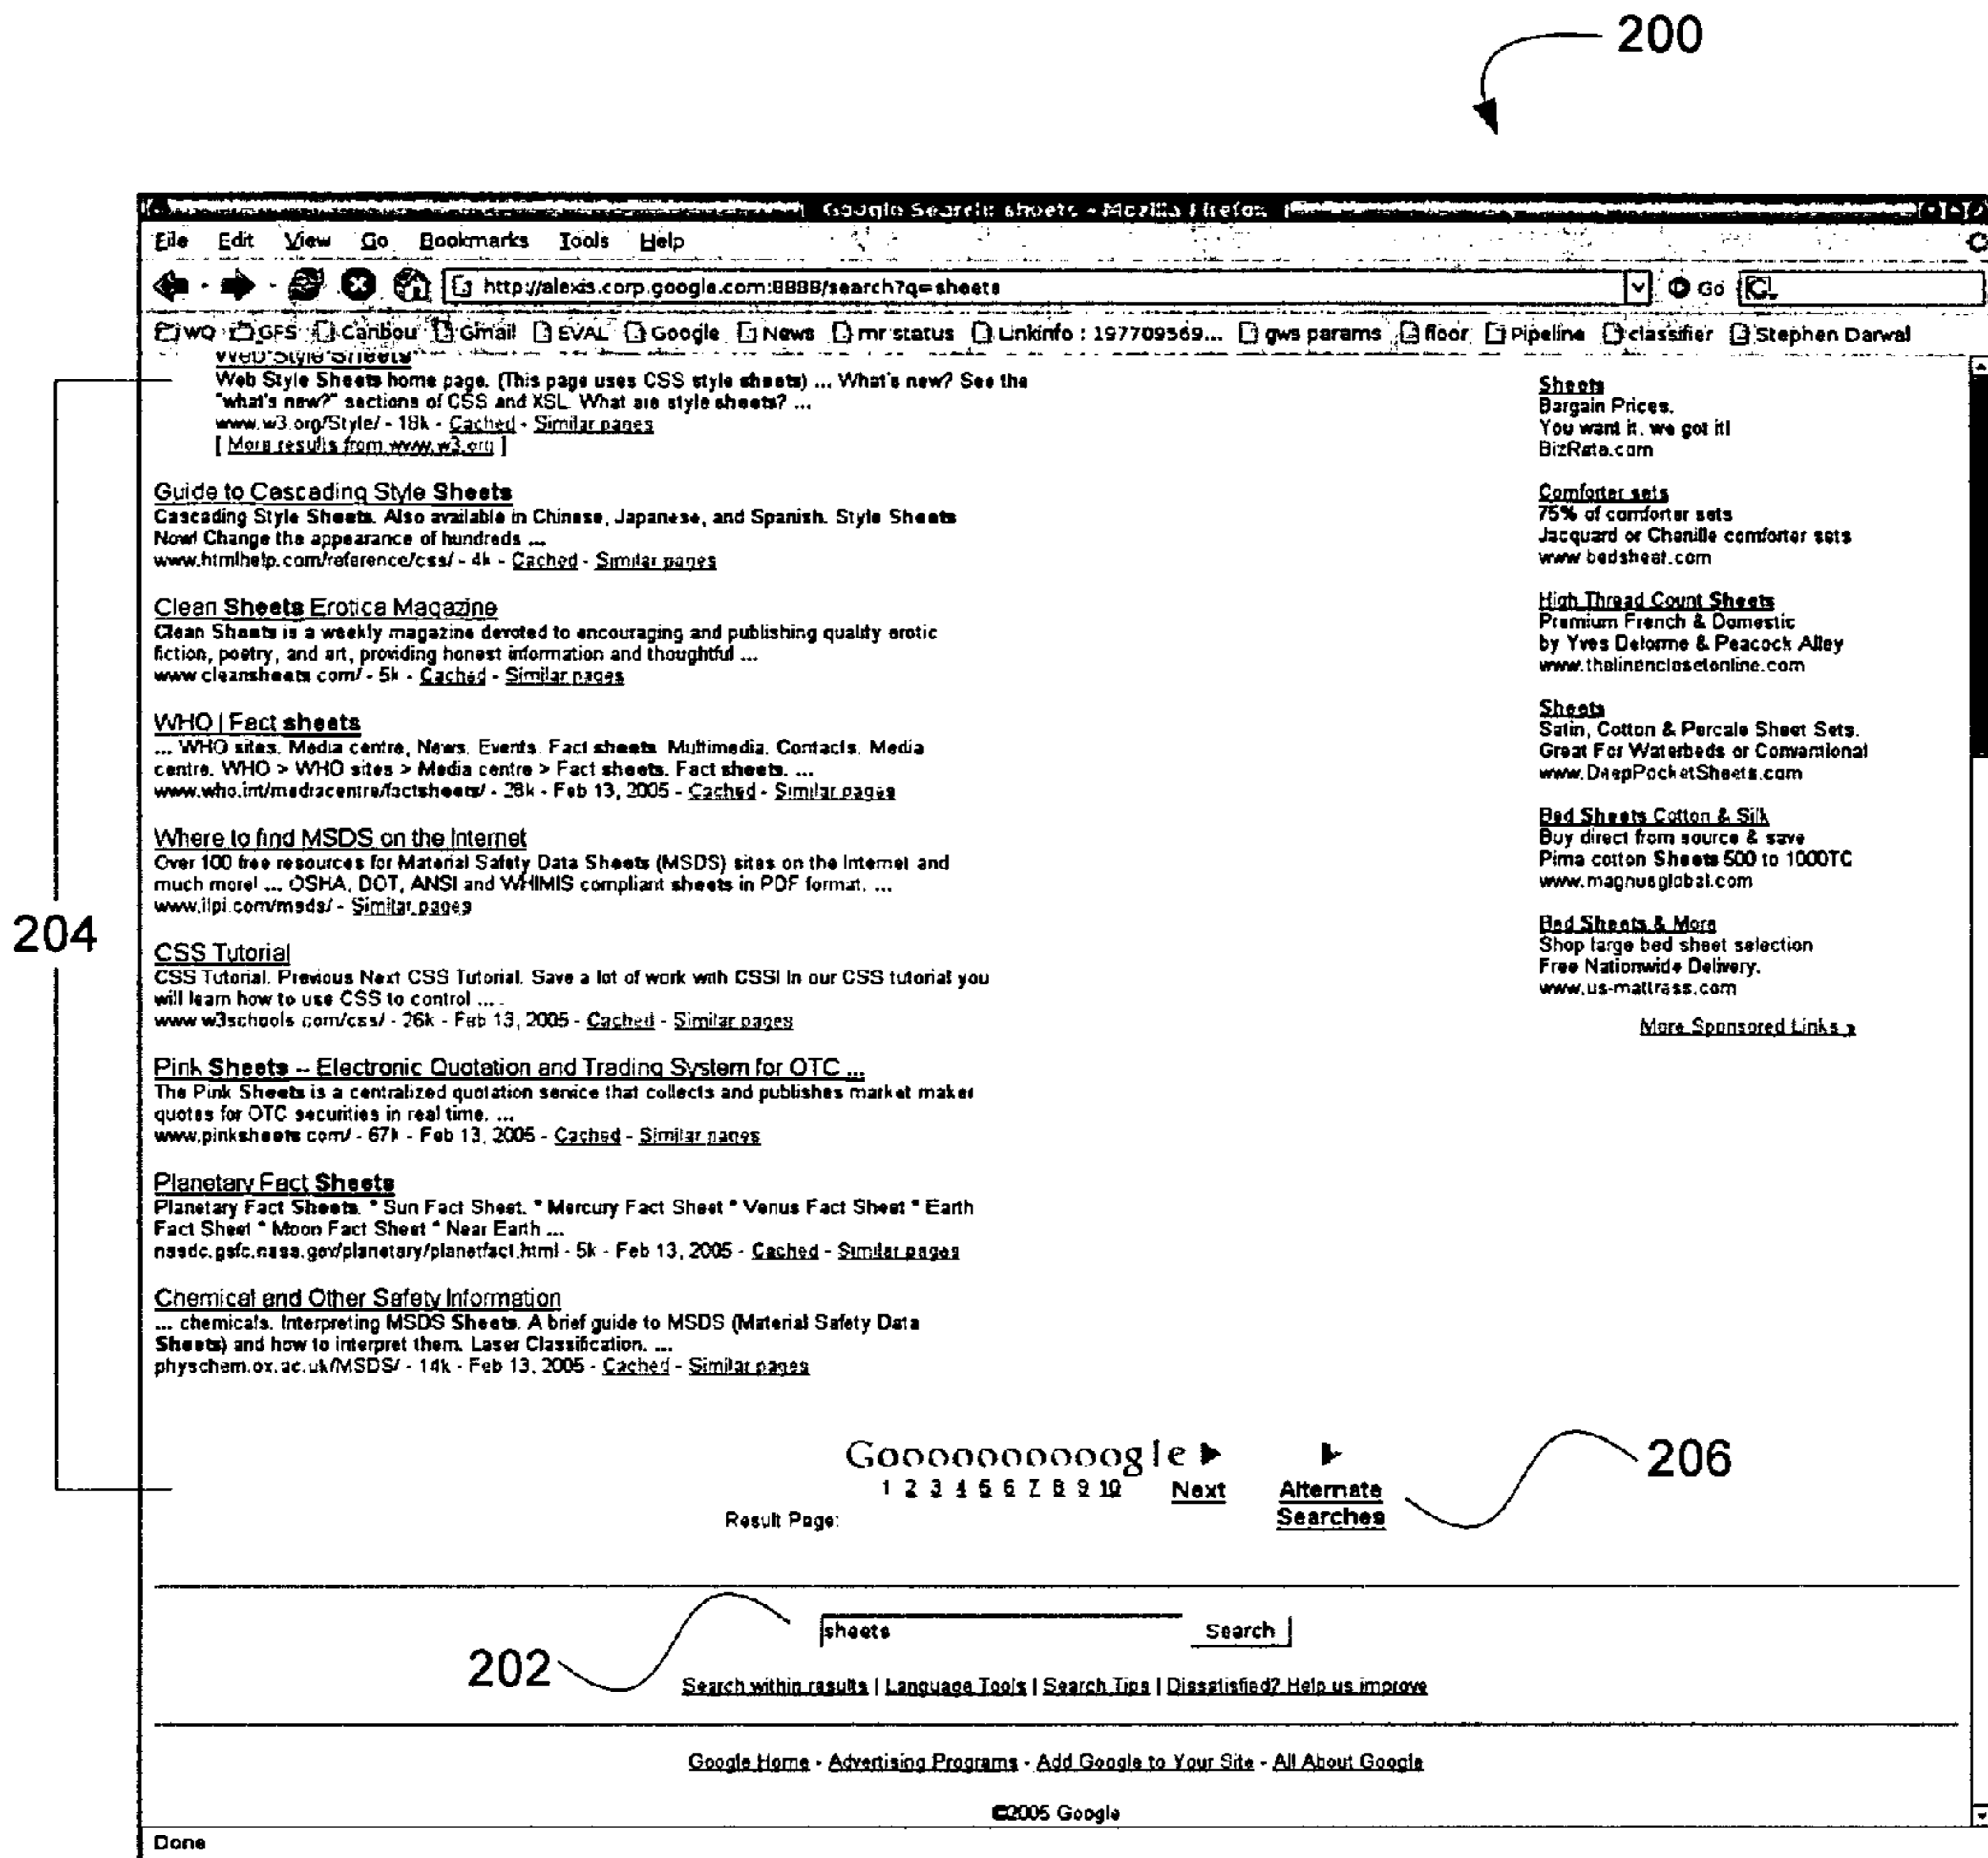 200
Google Search: sheets - Mozilla Firefox
File Edit View Go Bookmarks Tools Help
http://alexis.corp.google.com:8888/search?q=sheets Go
WQ GFS Caribou Gmail EVAL Google News mr status Linkinfo : 197709569... gws params floor Pipeline classifier Stephen Darwal
Web Style Sheets
Web Style Sheets home page. (This page uses CSS style sheets) ... What's new? See the
"what's new?" sections of CSS and XSL. What are style sheets? ...
www.w3.org/Style/ - 18k - Cached - Similar pages
[ More results from www.w3.org ]
Guide to Cascading Style Sheets
Cascading Style Sheets. Also available in Chinese, Japanese, and Spanish. Style Sheets
Now! Change the appearance of hundreds ...
www.htmlhelp.com/reference/css/ - 4k - Cached - Similar pages
Clean Sheets Erotica Magazine
Clean Sheets is a weekly magazine devoted to encouraging and publishing quality erotic
fiction, poetry, and art, providing honest information and thoughtful ...
www.cleansheets.com/ - 5k - Cached - Similar pages
WHO | Fact sheets
... WHO sites. Media centre, News. Events. Fact sheets. Multimedia. Contacts. Media
centre. WHO > WHO sites > Media centre > Fact sheets. Fact sheets. ...
www.who.int/mediacentre/factsheets/ - 28k - Feb 13, 2005 - Cached - Similar pages
Where to find MSDS on the Internet
Over 100 free resources for Material Safety Data Sheets (MSDS) sites on the Internet and
much more! ... OSHA, DOT, ANSI and WHIMIS compliant sheets in PDF format. ...
www.ilpi.com/msds/ - Similar pages
CSS Tutorial
CSS Tutorial. Previous Next CSS Tutorial. Save a lot of work with CSS! In our CSS tutorial you
will learn how to use CSS to control ... .
www.w3schools.com/css/ - 26k - Feb 13, 2005 - Cached - Similar pages
Pink Sheets -- Electronic Quotation and Trading System for OTC ...
The Pink Sheets is a centralized quotation service that collects and publishes market maker
quotes for OTC securities in real time. ...
www.pinksheets.com/ - 67k - Feb 13, 2005 - Cached - Similar pages
Planetary Fact Sheets
Planetary Fact Sheets. * Sun Fact Sheet. * Mercury Fact Sheet * Venus Fact Sheet * Earth
Fact Sheet * Moon Fact Sheet * Near Earth ...
nssdc.gsfc.nasa.gov/planetary/planetfact.html - 5k - Feb 13, 2005 - Cached - Similar pages
Chemical and Other Safety Information
... chemicals. Interpreting MSDS Sheets. A brief guide to MSDS (Material Safety Data
Sheets) and how to interpret them. Laser Classification. ...
physchem.ox.ac.uk/MSDS/ - 14k - Feb 13, 2005 - Cached - Similar pages
Sheets
Bargain Prices.
You want it, we got it!
BizRate.com
Comforter sets
75% of comforter sets
Jacquard or Chenille comforter sets
www.bedsheet.com
High Thread Count Sheets
Premium French & Domestic
by Yves Delorme & Peacock Alley
www.thelinenclosetonline.com
Sheets
Satin, Cotton & Percale Sheet Sets.
Great For Waterbeds or Conventional
www.DeepPocketSheets.com
Bed Sheets Cotton & Silk
Buy direct from source & save
Pima cotton Sheets 500 to 1000TC
www.magnusglobal.com
Bed Sheets & More
Shop large bed sheet selection
Free Nationwide Delivery.
www.us-mattress.com
More Sponsored Links »
204
Goooooooooogle
1 2 3 4 5 6 7 8 9 10 Next Alternate
Result Page: Searches
206
202
sheets Search
Search within results | Language Tools | Search Tips | Dissatisfied? Help us improve
Google Home - Advertising Programs - Add Google to Your Site - All About Google
©2005 Google
Done